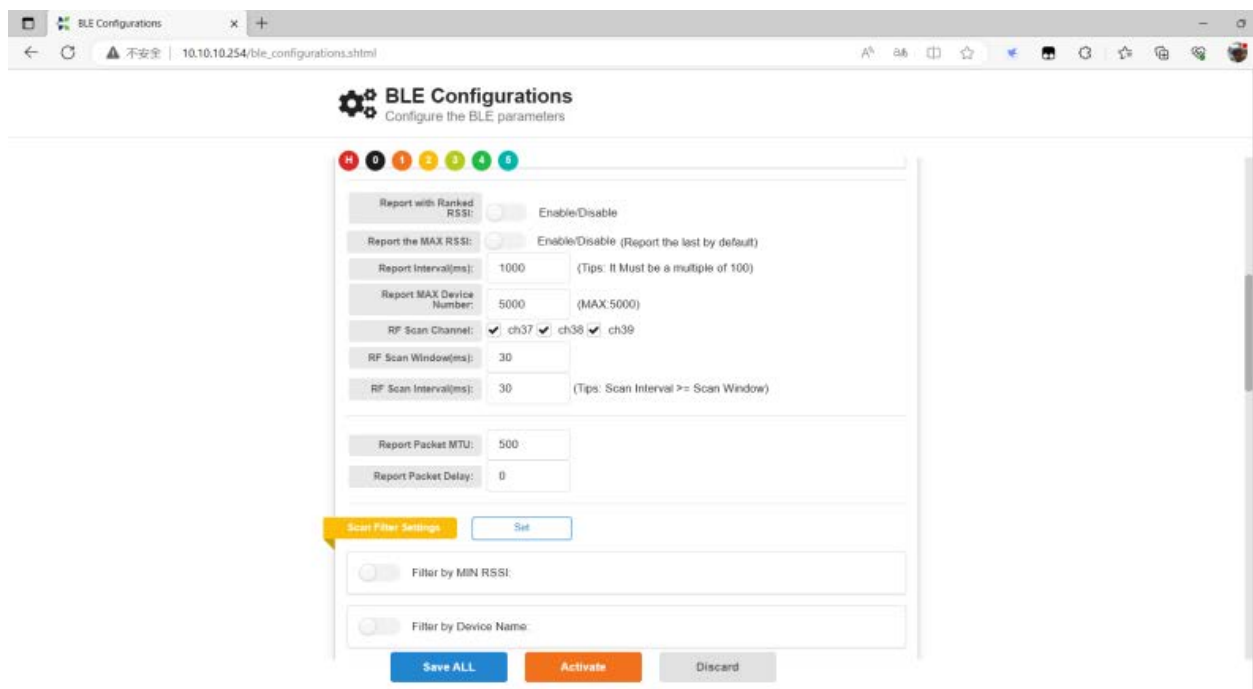 BLE Configurations
不安全 | 10.10.10.254/ble_configurations.shtml
BLE Configurations
Configure the BLE parameters
H 0 1 2 3 4 5
Report with Ranked RSSI: Enable/Disable
Report the MAX RSSI: Enable/Disable (Report the last by default)
Report Interval(ms): 1000 (Tips: It Must be a multiple of 100)
Report MAX Device Number: 5000 (MAX:5000)
RF Scan Channel: ch37 ch38 ch39
RF Scan Window(ms): 30
RF Scan Interval(ms): 30 (Tips: Scan Interval >= Scan Window)
Report Packet MTU: 500
Report Packet Delay: 0
Scan Filter Settings Set
Filter by MIN RSSI:
Filter by Device Name:
Save ALL Activate Discard